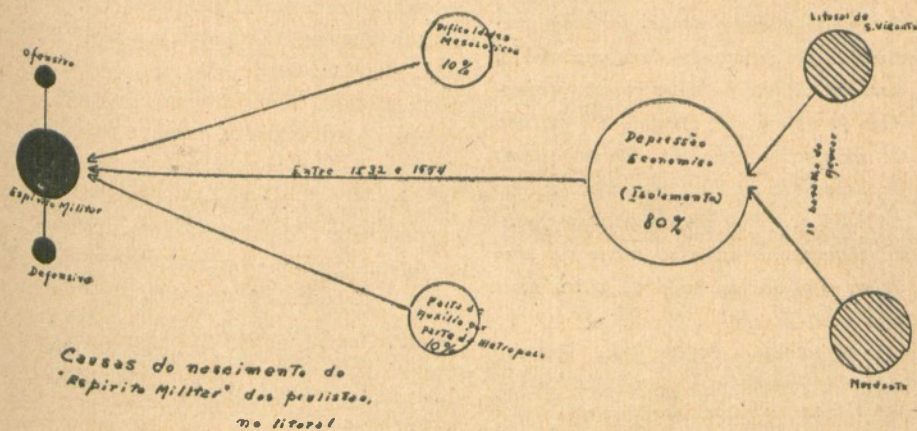 Ofensivo
Espirito Militar
Defensivo
Dificuldades
Mesologicas
10%
Entre 1532 e 1554
Falta de
Auxilio por
parte da Metropole
10%
Depressão
Economica
(Isolamento)
80%
Litoral de
S. Vicente
Nordeste
Causas do nascimento do
"Espirito Militar" dos paulistas,
no litoral